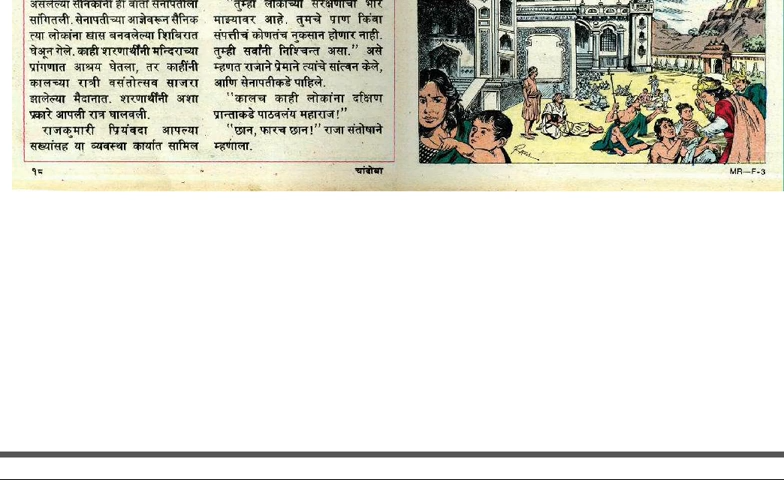 असलेल्या सैनिकांनी ही वार्ता सेनापतीला
सांगितली. सेनापतीच्या आज्ञेवरून सैनिक
त्या लोकांना खास बनवलेल्या शिबिरात
घेऊन गेले. काही शरणार्थींनी मन्दिराच्या
प्रांगणात आश्रय घेतला, तर काहींनी
कालच्या रात्री वसंतोत्सव साजरा
झालेल्या मैदानात. शरणार्थींनी अशा
प्रकारे आपली रात्र घालवली.
राजकुमारी प्रियंवदा आपल्या
सख्यांसह या व्यवस्था कार्यात सामिल
"तुम्हा लोकांच्या संरक्षणाचा भार
माझ्यावर आहे. तुमचे प्राण किंवा
संपत्तीचं कोणतंच नुकसान होणार नाही.
तुम्ही सर्वांनी निश्चिन्त असा." असे
म्हणत राजाने प्रेमाने त्यांचे सांत्वन केले,
आणि सेनापतीकडे पाहिले.
"कालच काही लोकांना दक्षिण
प्रान्ताकडे पाठवलंय महाराज!"
"छान, फारच छान!" राजा संतोषाने
म्हणाला.
१८
चांदोबा
MR—F-3